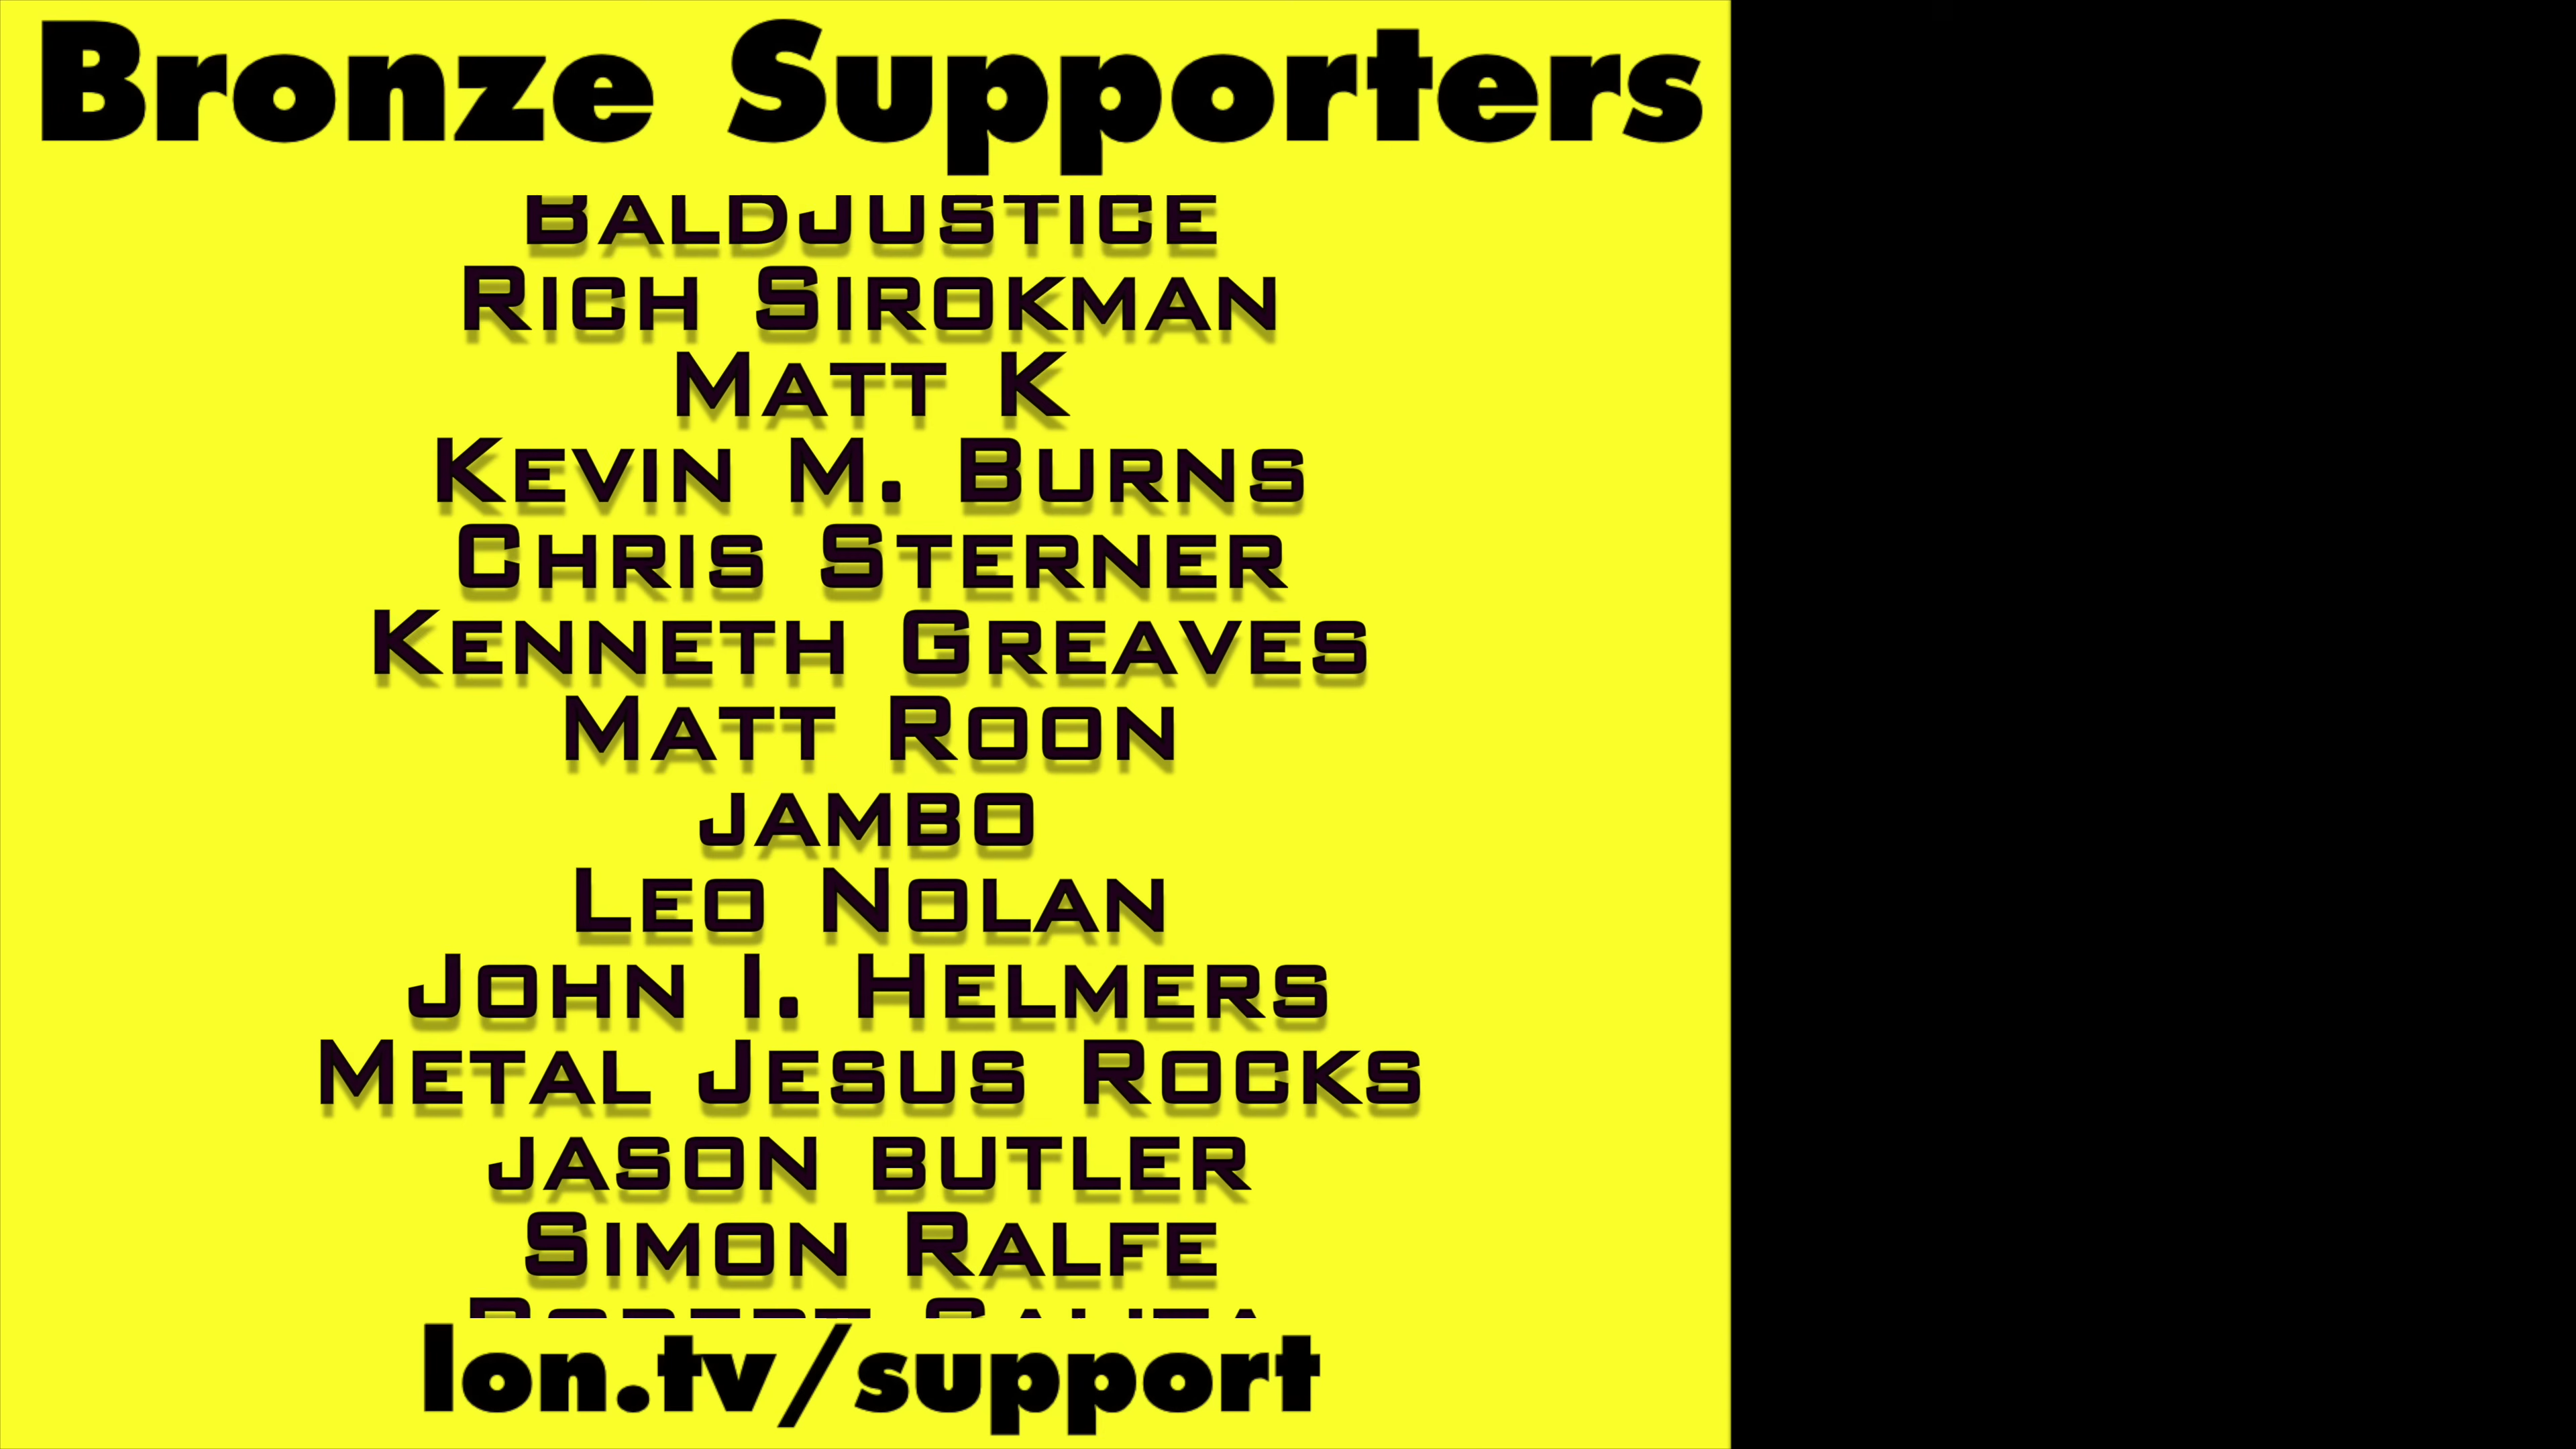 Bronze Supporters
BALDJUSTICE
RICH SIROKMAN
MATT K
KEVIN M. BURNS
CHRIS STERNER
KENNETH GREAVES
MATT ROON
JAMBO
LEO NOLAN
JOHN I. HELMERS
METAL JESUS ROCKS
JASON BUTLER
SIMON RALFE
lon.tv/support